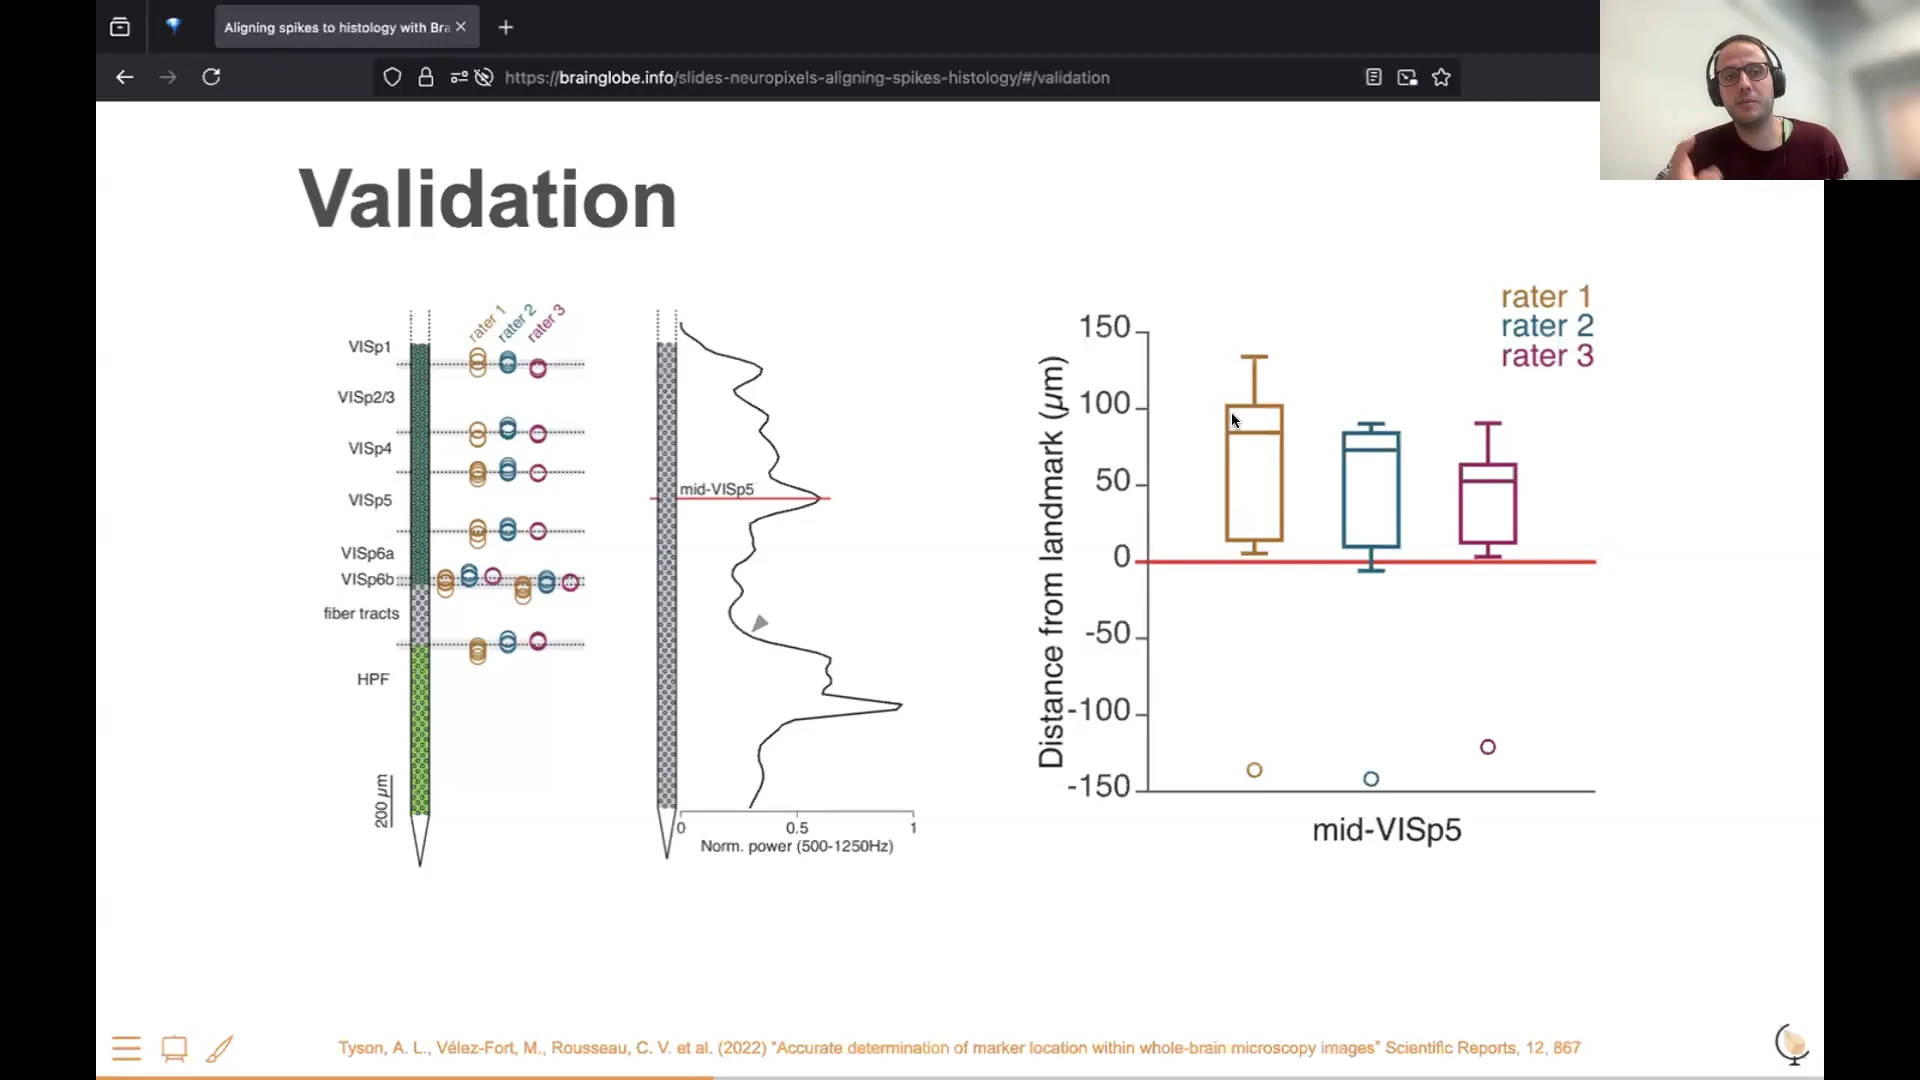 Aligning spikes to histology with Bra
https://brainglobe.info/slides-neuropixels-aligning-spikes-histology/#/validation
Validation
rater 1
rater 2
rater 3
VISp1
VISp2/3
VISp4
VISp5
VISp6a
VISp6b
fiber tracts
HPF
200 µm
mid-VISp5
0
0.5
1
Norm. power (500-1250Hz)
rater 1
rater 2
rater 3
Distance from landmark (µm)
150
100
50
0
-50
-100
-150
mid-VISp5
Tyson, A. L., Vélez-Fort, M., Rousseau, C. V. et al. (2022) "Accurate determination of marker location within whole-brain microscopy images" Scientific Reports, 12, 867